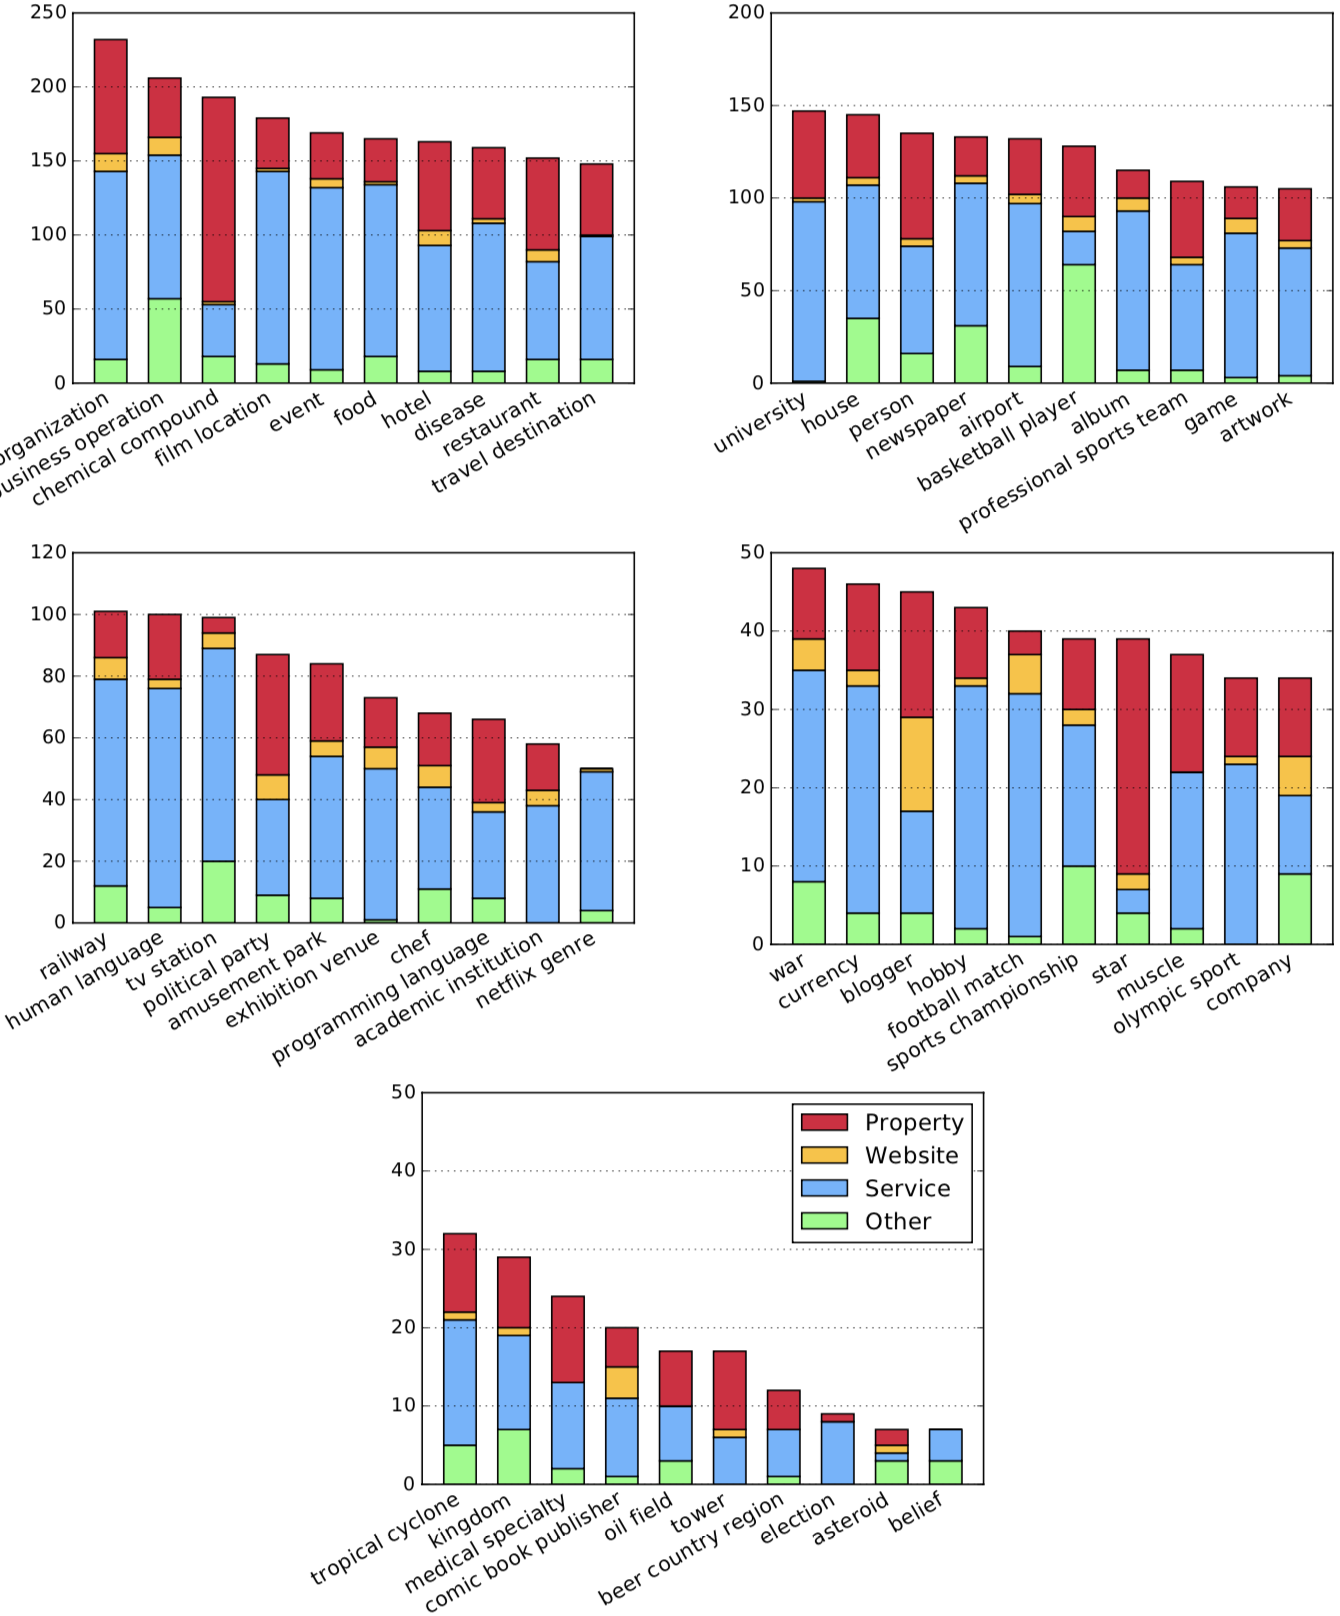 250
200
150
100
50
0
organization
business operation
chemical compound
film location
event
food
hotel
disease
restaurant
travel destination
200
150
100
50
0
university
house
person
newspaper
airport
basketball player
album
professional sports team
game
artwork
120
100
80
60
40
20
0
railway
human language
tv station
political party
amusement park
exhibition venue
chef
programming language
academic institution
netflix genre
50
40
30
20
10
0
war
currency
blogger
hobby
football match
sports championship
star
muscle
olympic sport
company
50
40
30
20
10
0
Property
Website
Service
Other
tropical cyclone
kingdom
medical specialty
comic book publisher
oil field
tower
beer country region
election
asteroid
belief